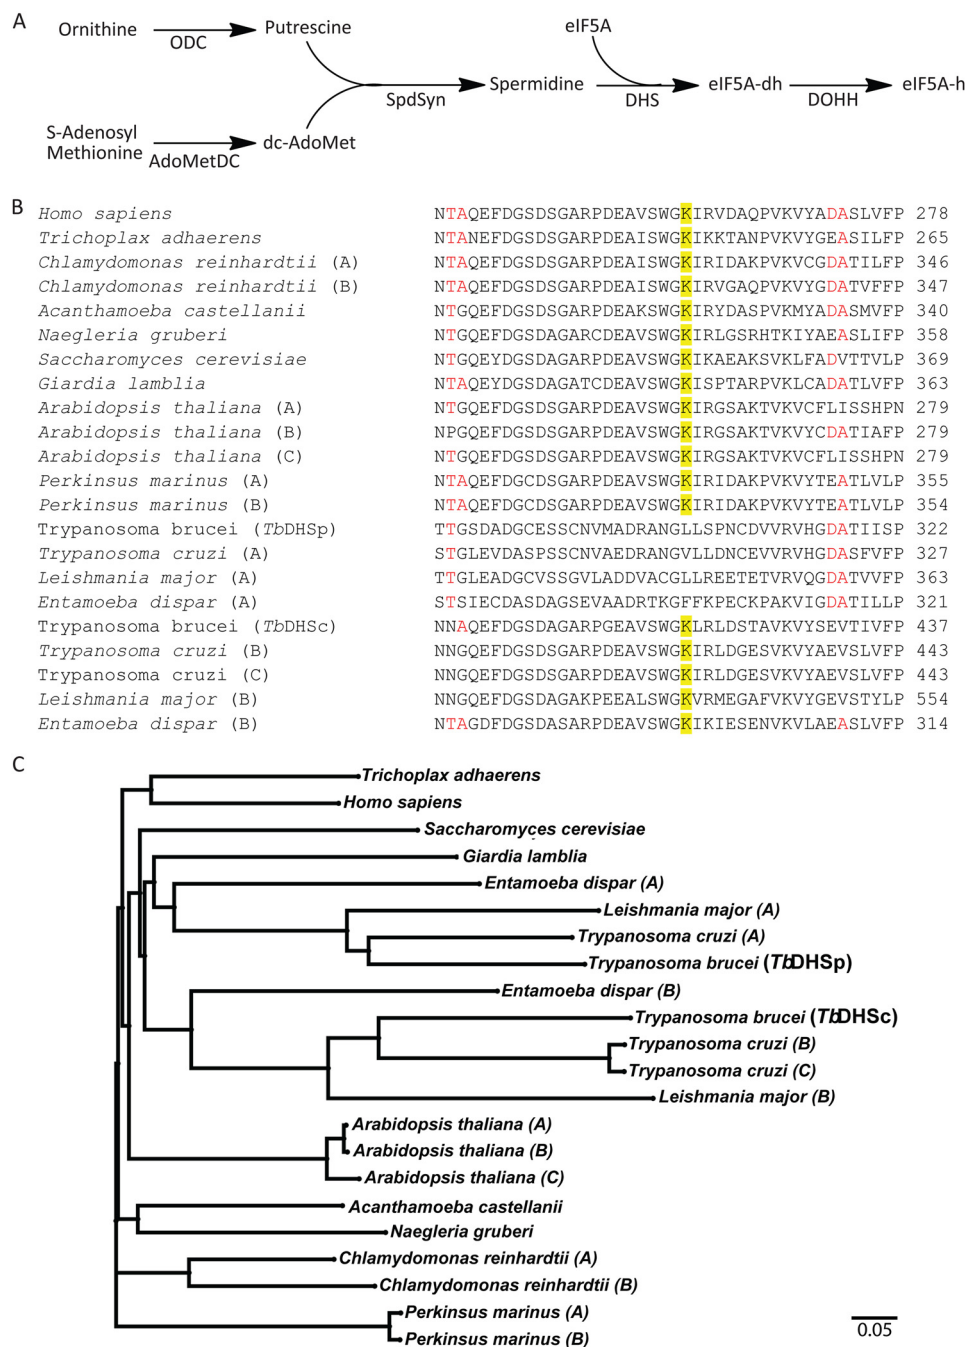 A
Ornithine
ODC
Putrescine
eIF5A
SpdSyn
Spermidine
DHS
eIF5A-dh
DOHH
eIF5A-h
S-Adenosyl
Methionine
AdoMetDC
dc-AdoMet
B
Homo sapiens NTAQEFDGSDSGARPDEAVSWGKIRVDAQPVKVYADASLVFP 278
Trichoplax adhaerens NTANEFDGSDSGARPDEAISWGKIKKTANPVKVYGEASILFP 265
Chlamydomonas reinhardtii (A) NTAQEFDGSDSGARPDEAISWGKIRIDAKPVKVCGDATILFP 346
Chlamydomonas reinhardtii (B) NTAQEFDGSDSGARPDEAVSWGKIRVGAQPVKVYGDATVFFP 347
Acanthamoeba castellanii NTGQEFDGSDSGARPDEAKSWGKIRYDASPVKMYADASMVFP 340
Naegleria gruberi NTGQEFDGSDAGARCDEAVSWGKIRLGSRHTKIYAEASLIFP 358
Saccharomyces cerevisiae NTGQEYDGSDAGARPDEAVSWGKIKAEAKSVKLFADVTTVLP 369
Giardia lamblia NTAQEYDGSDAGATCDEAVSWGKISPTARPVKLCADATLVFP 363
Arabidopsis thaliana (A) NTGQEFDGSDSGARPDEAVSWGKIRGSAKTVKVCFLISSHPN 279
Arabidopsis thaliana (B) NPGQEFDGSDSGARPDEAVSWGKIRGSAKTVKVYCDATIAFP 279
Arabidopsis thaliana (C) NTGQEFDGSDSGARPDEAVSWGKIRGSAKTVKVCFLISSHPN 279
Perkinsus marinus (A) NTAQEFDGCDSGARPDEAVSWGKIRIDAKPVKVYTEATLVLP 355
Perkinsus marinus (B) NTAQEFDGCDSGARPDEAVSWGKIRIDAKPVKVYTEATLVLP 354
Trypanosoma brucei (TbDHSp) TTGSDADGCESSCNVMADRANGLLSPNCDVVRVHGDATIISP 322
Trypanosoma cruzi (A) STGLEVDASPSSCNVAEDRANGVLLDNCEVVRVHGDASFVFP 327
Leishmania major (A) TTGLEADGCVSSGVLADDVACGLLREETETVRVQGDATVVFP 363
Entamoeba dispar (A) STSIECDASDAGSEVAADRTKGFFKPECKPAKVIGDATILLP 321
Trypanosoma brucei (TbDHSc) NNAQEFDGSDSGARPGEAVSWGKLRLDSTAVKVYSEVTIVFP 437
Trypanosoma cruzi (B) NNGQEFDGSDSGARPDEAVSWGKIRLDGESVKVYAEVSLVFP 443
Trypanosoma cruzi (C) NNGQEFDGSDSGARPDEAVSWGKIRLDGESVKVYAEVSLVFP 443
Leishmania major (B) NNGQEFDGSDAGAKPEEALSWGKVRMEGAFVKVYGEVSTYLP 554
Entamoeba dispar (B) NTAGDFDGSDASARPDEAVSWGKIKIESENVKVLAEASLVFP 314
C
Trichoplax adhaerens
Homo sapiens
Saccharomyces cerevisiae
Giardia lamblia
Entamoeba dispar (A)
Leishmania major (A)
Trypanosoma cruzi (A)
Trypanosoma brucei (TbDHSp)
Entamoeba dispar (B)
Trypanosoma brucei (TbDHSc)
Trypanosoma cruzi (B)
Trypanosoma cruzi (C)
Leishmania major (B)
Arabidopsis thaliana (A)
Arabidopsis thaliana (B)
Arabidopsis thaliana (C)
Acanthamoeba castellanii
Naegleria gruberi
Chlamydomonas reinhardtii (A)
Chlamydomonas reinhardtii (B)
Perkinsus marinus (A)
Perkinsus marinus (B)
0.05